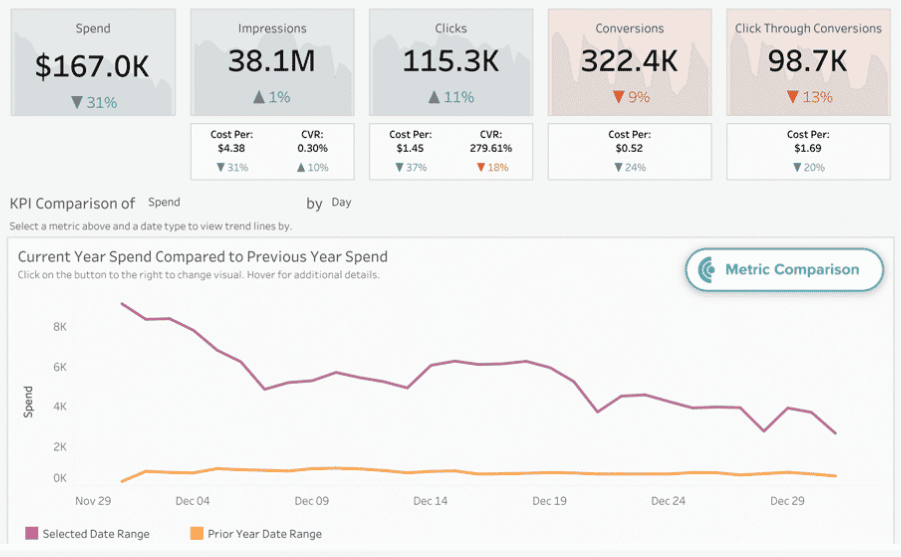 Spend Impressions Clicks Conversions Click Through Conversions
$167.0K 38.1M 115.3K 322.4K 98.7K
▼ 31% ▲ 1% ▲ 11% ▼ 9% ▼ 13%
Cost Per: CVR: Cost Per: CVR: Cost Per: Cost Per:
$4.38 0.30% $1.45 279.61% $0.52 $1.69
▼ 31% ▲ 10% ▼ 37% ▼ 18% ▼ 24% ▼ 20%
KPI Comparison of Spend by Day
Select a metric above and a date type to view trend lines by.
Current Year Spend Compared to Previous Year Spend
Click on the button to the right to change visual. Hover for additional details.
Metric Comparison
8K
6K
4K
2K
0K
Spend
Nov 29 Dec 04 Dec 09 Dec 14 Dec 19 Dec 24 Dec 29
Selected Date Range Prior Year Date Range